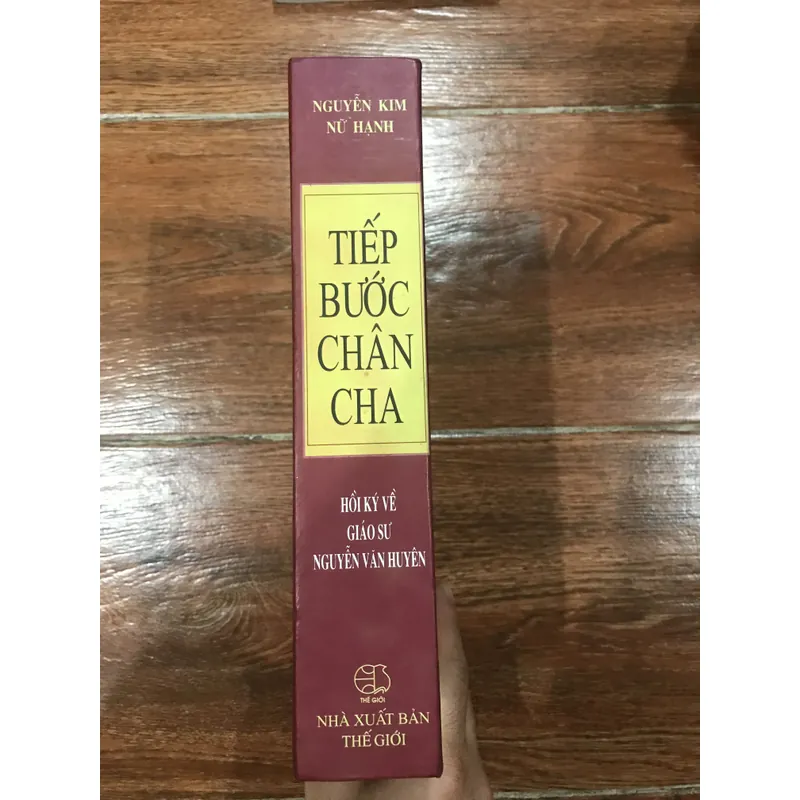 NGUYỄN KIM
NỮ HẠNH
TIẾP
BƯỚC
CHÂN
CHA
HỒI KÝ VỀ
GIÁO SƯ
NGUYỄN VĂN HUYÊN
THẾ GIỚI
NHÀ XUẤT BẢN
THẾ GIỚI